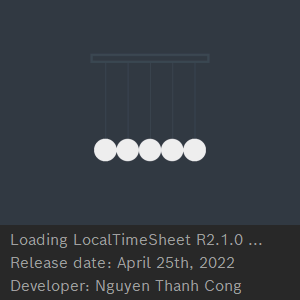 Loading LocalTimeSheet R2.1.0 ...
Release date: April 25th, 2022
Developer: Nguyen Thanh Cong